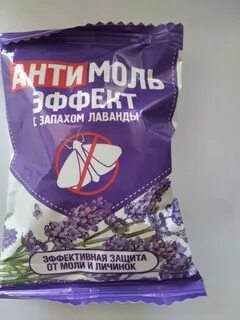 АНТИМОЛЬ
ЭФФЕКТ
С ЗАПАХОМ ЛАВАНДЫ
ЭФФЕКТИВНАЯ ЗАЩИТА
ОТ МОЛИ И ЛИЧИНОК